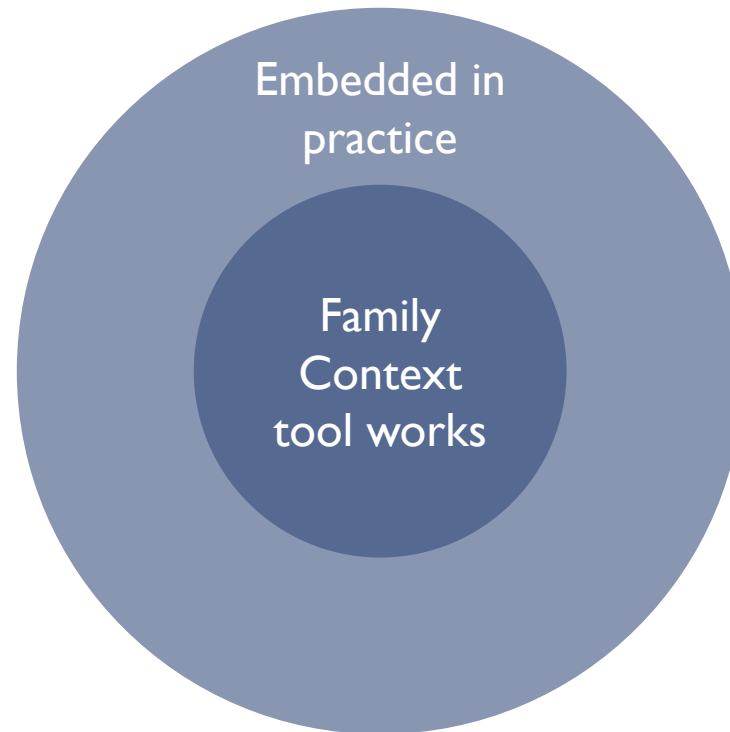 Embedded in
practice
Family
Context
tool works